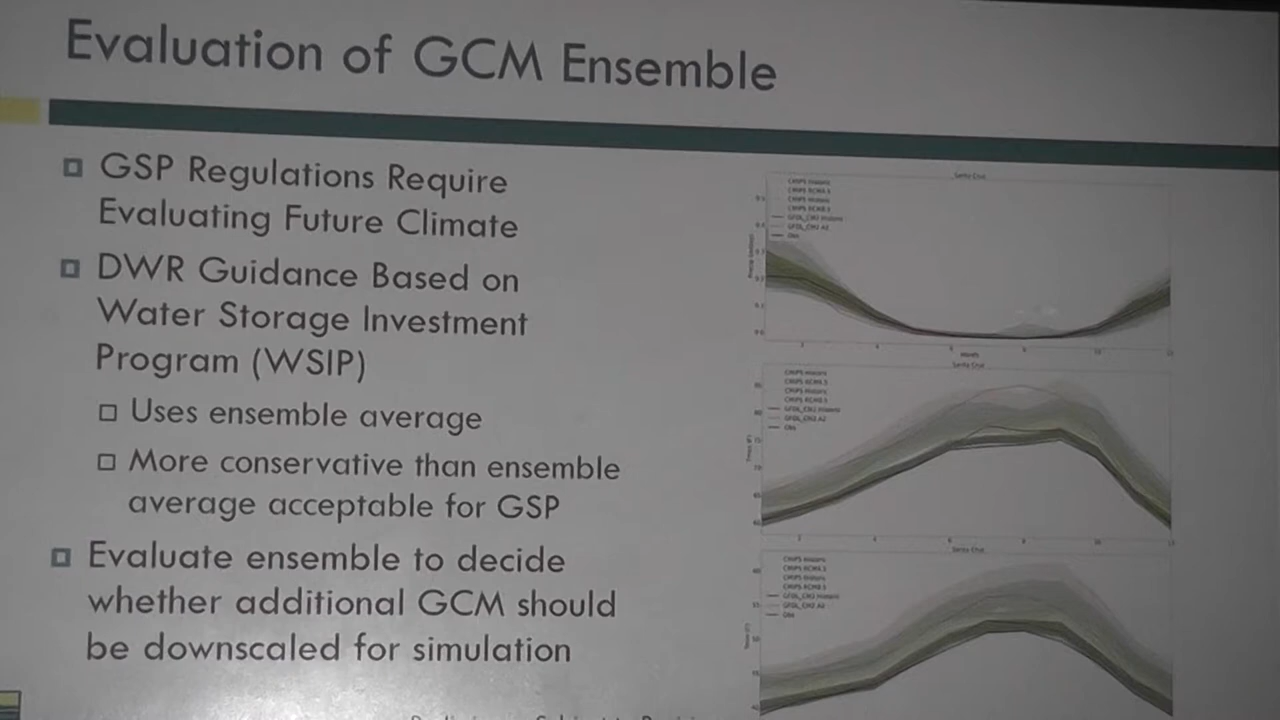 Evaluation of GCM Ensemble
GSP Regulations Require
Evaluating Future Climate
DWR Guidance Based on
Water Storage Investment
Program (WSIP)
Uses ensemble average
More conservative than ensemble
average acceptable for GSP
Evaluate ensemble to decide
whether additional GCM should
be downscaled for simulation
Santa Cruz
Month
Santa Cruz
Santa Cruz